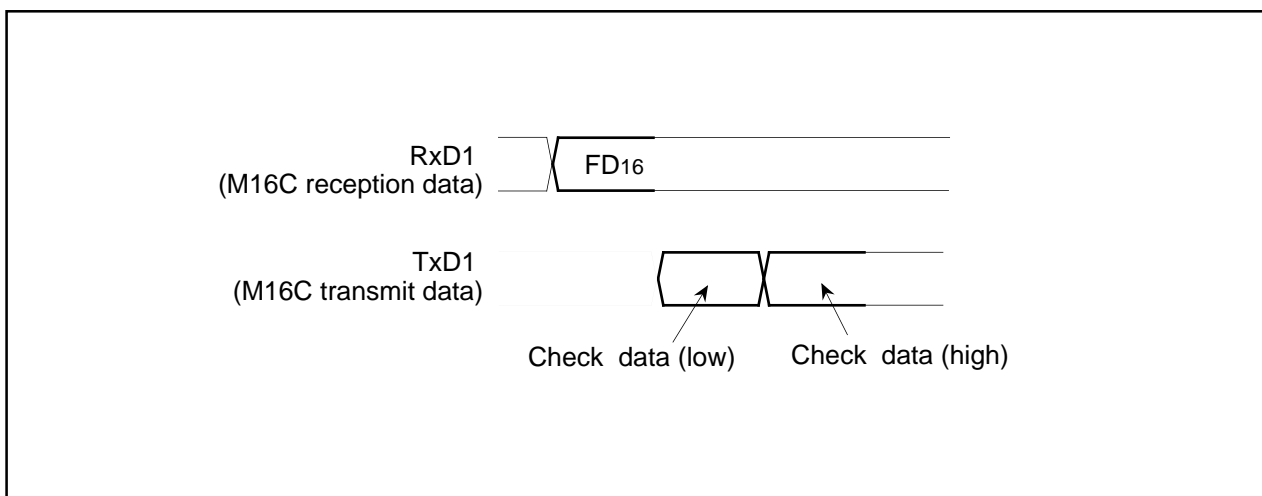 RxD1
(M16C reception data)
FD16
TxD1
(M16C transmit data)
Check data (low)
Check data (high)